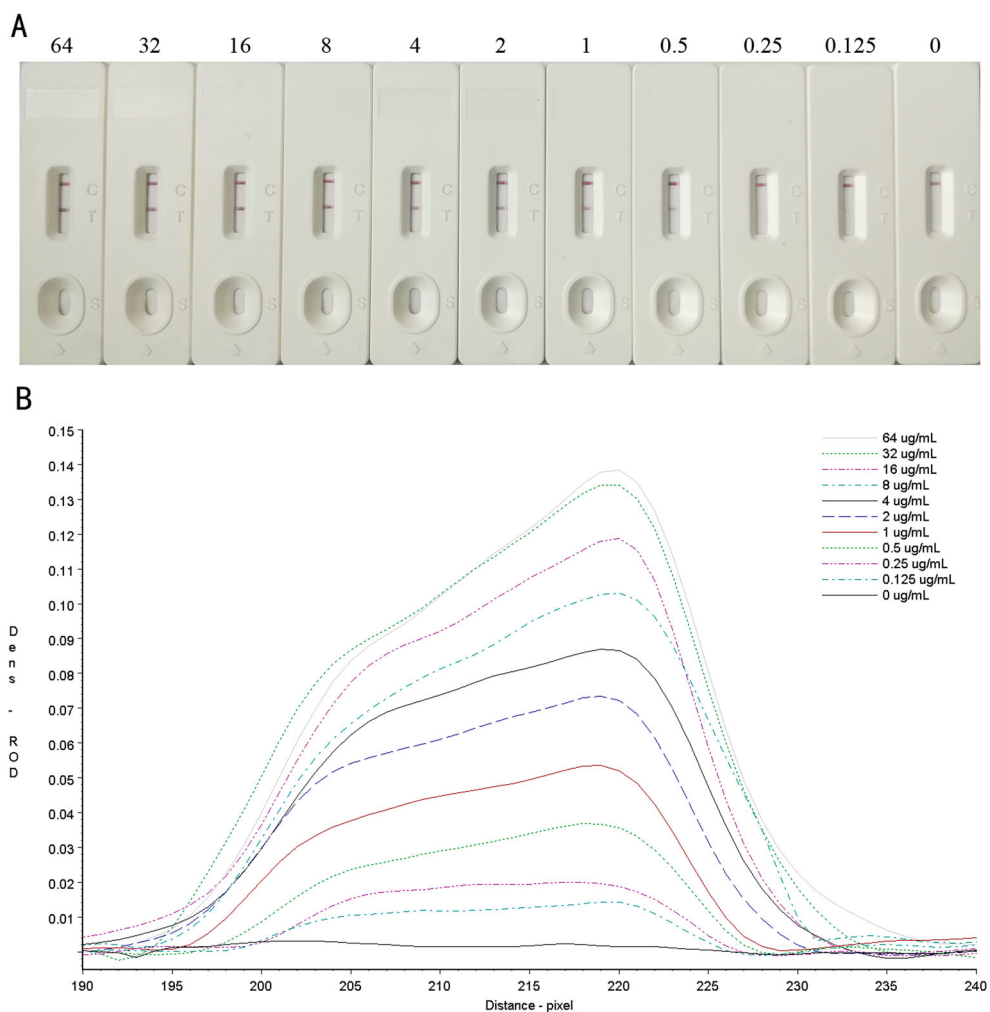 A
64 32 16 8 4 2 1 0.5 0.25 0.125 0
C C C C C C C C C C C
T T T T T T T T T T T
S S S S S S S S S S S
B
0.15
0.14
0.13
0.12
0.11
0.10
0.09
0.08
0.07
0.06
0.05
0.04
0.03
0.02
0.01
Dens - ROD
64 ug/mL
32 ug/mL
16 ug/mL
8 ug/mL
4 ug/mL
2 ug/mL
1 ug/mL
0.5 ug/mL
0.25 ug/mL
0.125 ug/mL
0 ug/mL
190 195 200 205 210 215 220 225 230 235 240
Distance - pixel